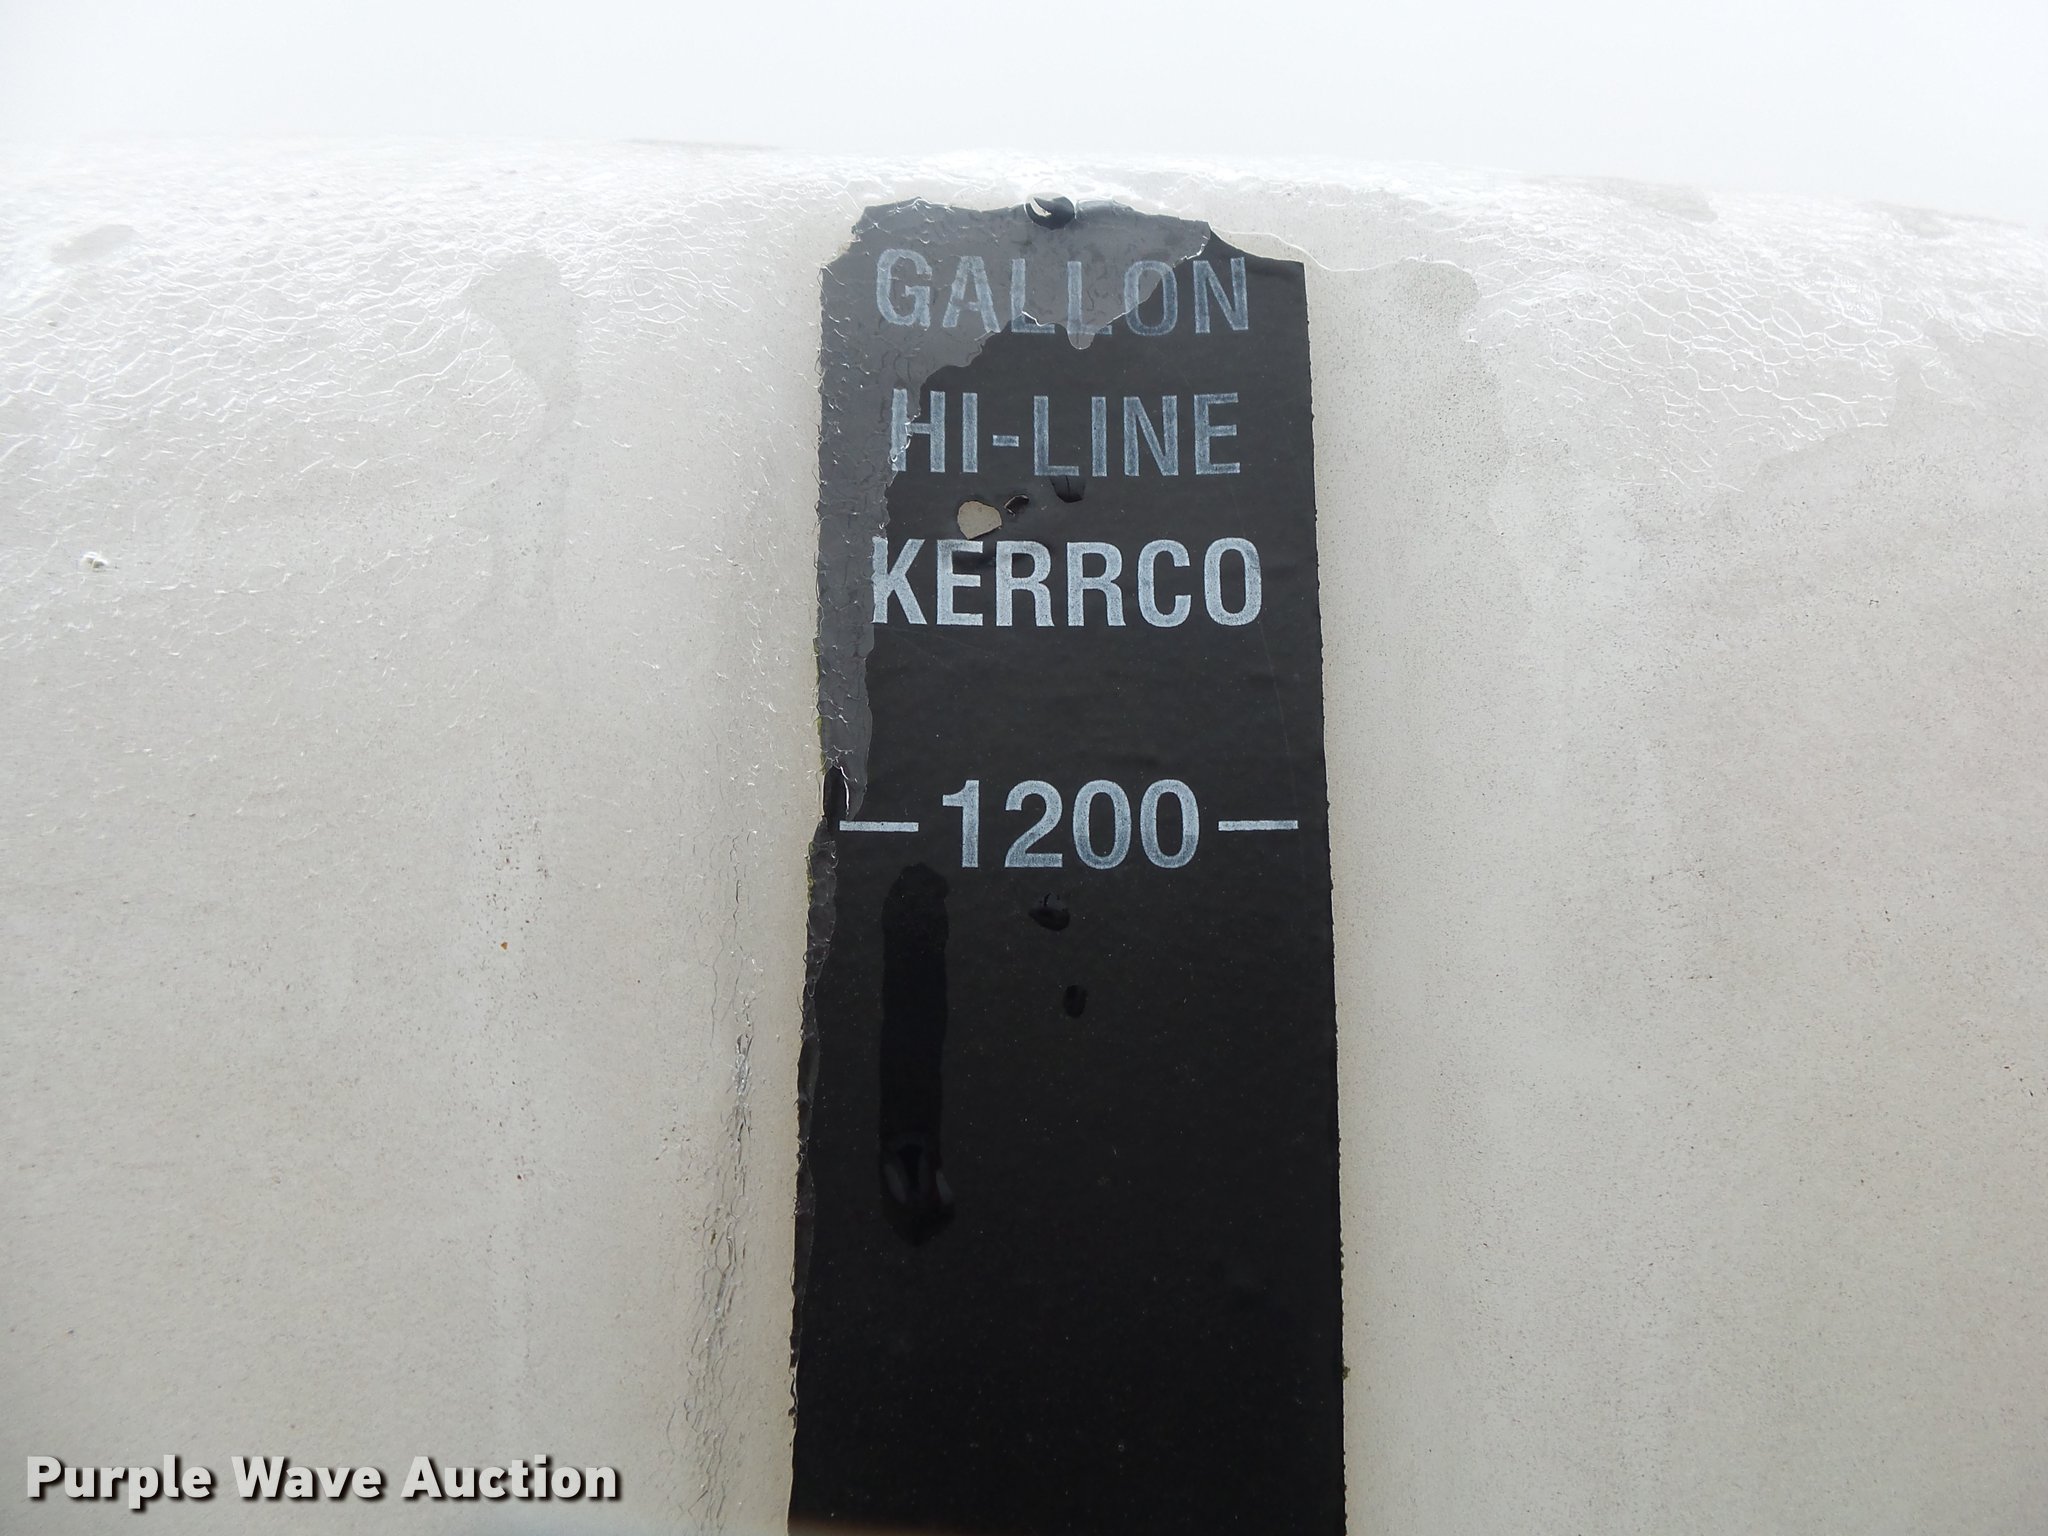 GALLON
HI-LINE
KERRCO
—1200—
Purple Wave Auction